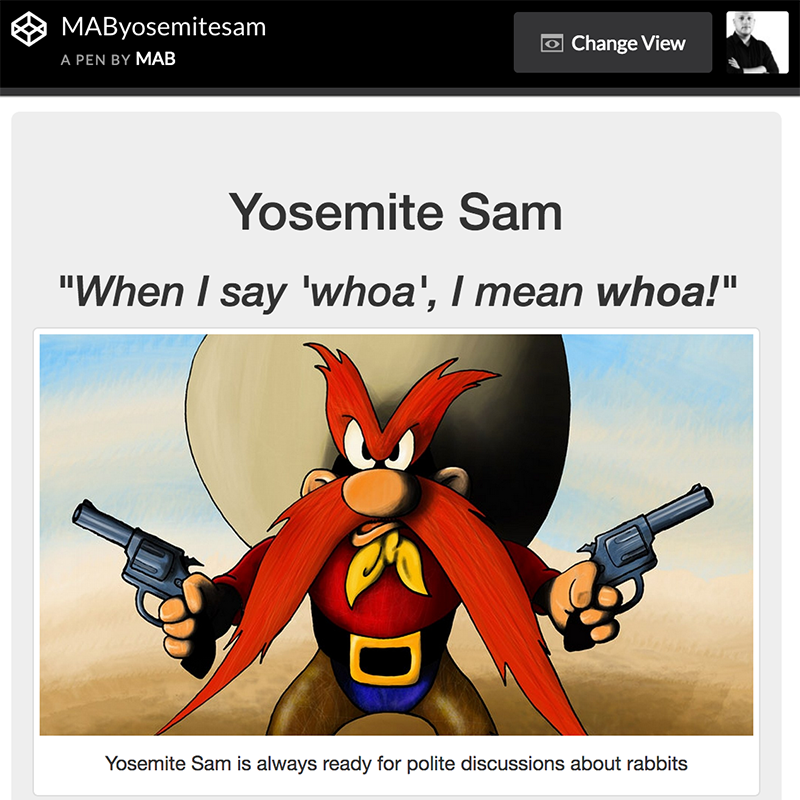 MAByosemitesam
A PEN BY MAB
Change View
Yosemite Sam
"When I say 'whoa', I mean whoa!"
Yosemite Sam is always ready for polite discussions about rabbits